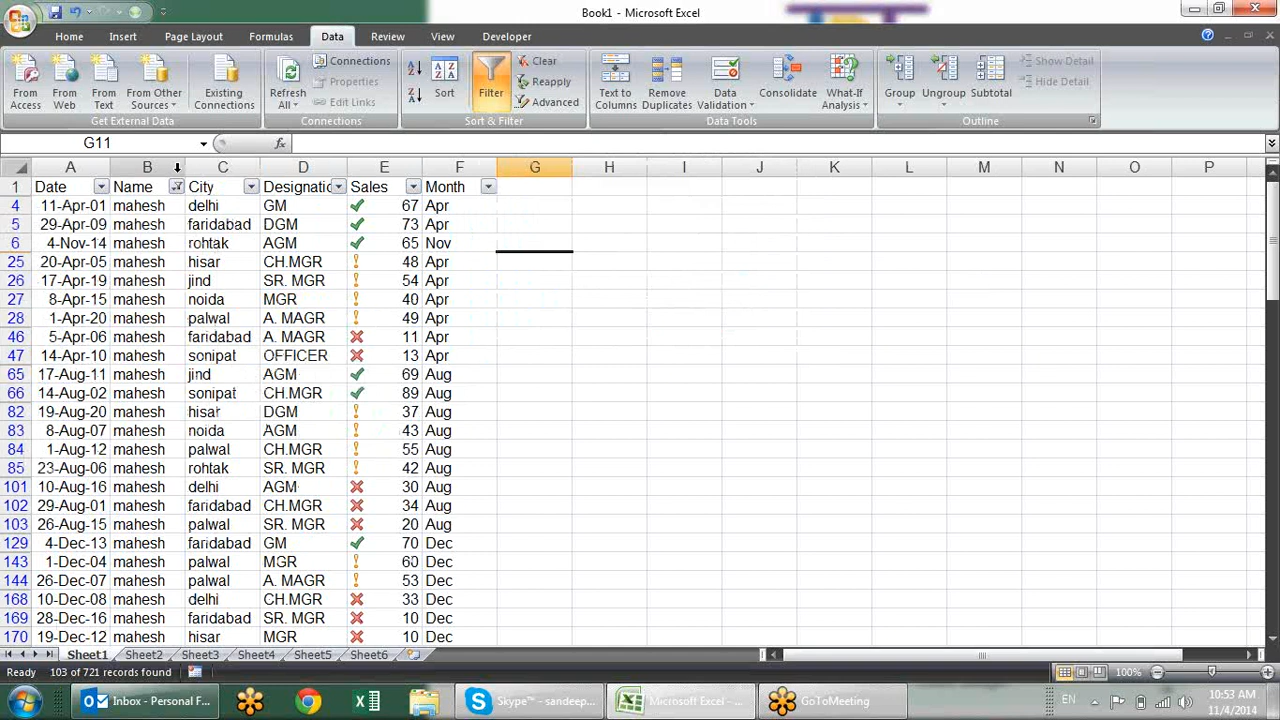 Book1 - Microsoft Excel
Home Insert Page Layout Formulas Data Review View Developer
From Access From Web From Text From Other Sources Existing Connections Get External Data
Refresh All Connections Properties Edit Links Connections
Sort Filter Clear Reapply Advanced Sort & Filter
Text to Columns Remove Duplicates Data Validation Consolidate What-If Analysis Data Tools
Group Ungroup Subtotal Show Detail Hide Detail Outline
G11 fx
A B C D E F G H I J K L M N O P
1 Date Name City Designatic Sales Month
4 11-Apr-01 mahesh delhi GM 67 Apr
5 29-Apr-09 mahesh faridabad DGM 73 Apr
6 4-Nov-14 mahesh rohtak AGM 65 Nov
25 20-Apr-05 mahesh hisar CH.MGR 48 Apr
26 17-Apr-19 mahesh jind SR. MGR 54 Apr
27 8-Apr-15 mahesh noida MGR 40 Apr
28 1-Apr-20 mahesh palwal A. MAGR 49 Apr
46 5-Apr-06 mahesh faridabad A. MAGR 11 Apr
47 14-Apr-10 mahesh sonipat OFFICER 13 Apr
65 17-Aug-11 mahesh jind AGM 69 Aug
66 14-Aug-02 mahesh sonipat CH.MGR 89 Aug
82 19-Aug-20 mahesh hisar DGM 37 Aug
83 8-Aug-07 mahesh noida AGM 43 Aug
84 1-Aug-12 mahesh palwal CH.MGR 55 Aug
85 23-Aug-06 mahesh rohtak SR. MGR 42 Aug
101 10-Aug-16 mahesh delhi AGM 30 Aug
102 29-Aug-01 mahesh faridabad CH.MGR 34 Aug
103 26-Aug-15 mahesh palwal SR. MGR 20 Aug
129 4-Dec-13 mahesh faridabad GM 70 Dec
143 1-Dec-04 mahesh palwal MGR 60 Dec
144 26-Dec-07 mahesh palwal A. MAGR 53 Dec
168 10-Dec-08 mahesh delhi CH.MGR 33 Dec
169 28-Dec-16 mahesh faridabad SR. MGR 10 Dec
170 19-Dec-12 mahesh hisar MGR 10 Dec
Sheet1 Sheet2 Sheet3 Sheet4 Sheet5 Sheet6
Ready 103 of 721 records found 100%
Inbox - Personal F... Skype™ - sandeep... Microsoft Excel - ... GoToMeeting EN 10:53 AM
11/4/2014